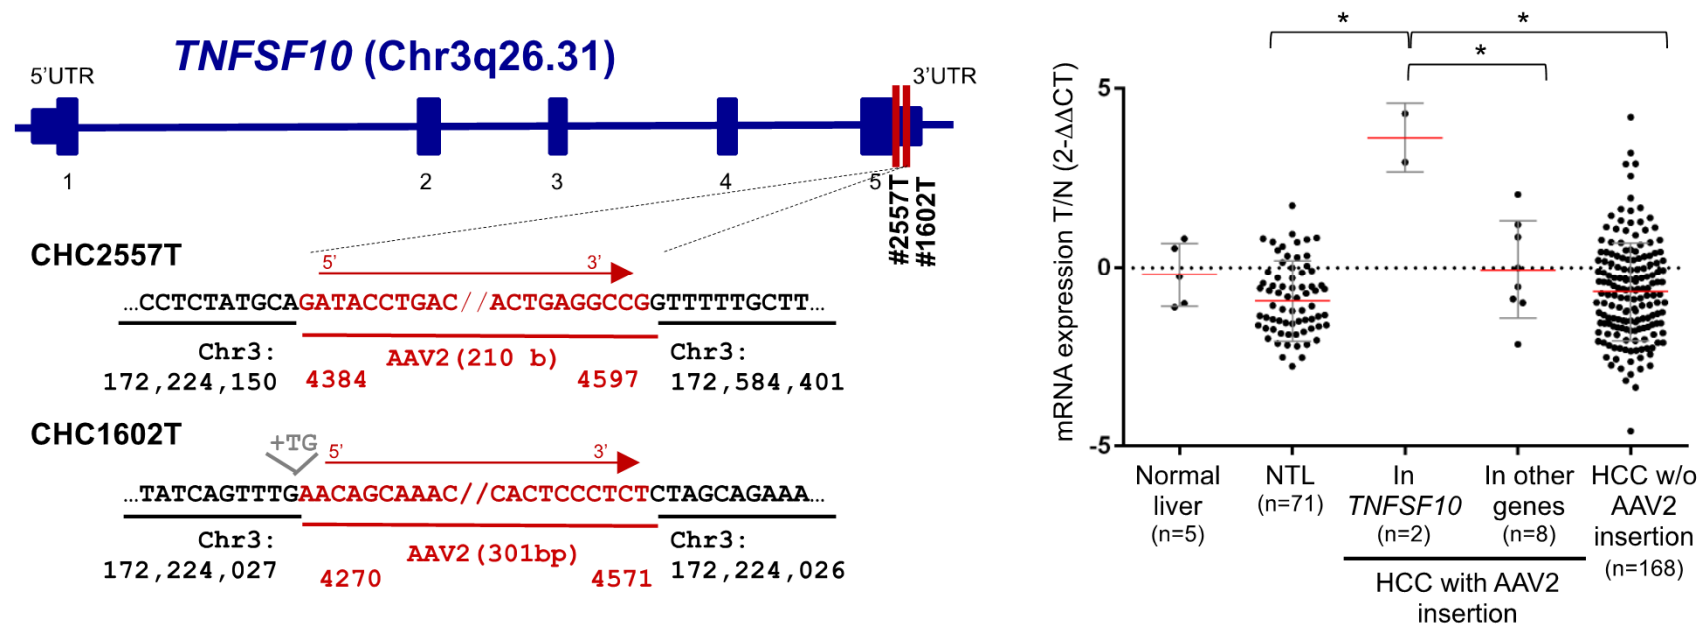 TNFSF10 (Chr3q26.31)
5'UTR
3'UTR
1
2
3
4
5
#2557T
#1602T
CHC2557T
5'
3'
...CCTCTATGCAGATACCTGAC//ACTGAGGCCGGTTTTTGCTT...
Chr3:
172,224,150
AAV2(210 b)
4384
4597
Chr3:
172,584,401
CHC1602T
+TG
5'
3'
...TATCAGTTTGAACAGCAAAC//CACTCCCTCTCTAGCAGAAA...
Chr3:
172,224,027
AAV2(301bp)
4270
4571
Chr3:
172,224,026
mRNA expression T/N (2-ΔΔCT)
5
0
-5
*
*
*
Normal
liver
(n=5)
NTL
(n=71)
In
TNFSF10
(n=2)
In other
genes
(n=8)
HCC with AAV2
insertion
HCC w/o
AAV2
insertion
(n=168)